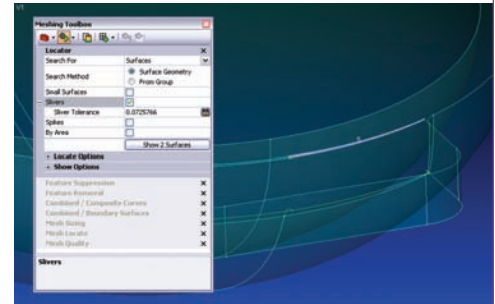 V1
Meshing Toolbox
Locator
Search For Surfaces
Search Method Surface Geometry
From Group
Small Surfaces
Slivers
Sliver Tolerance 0.0725766
Spikes
By Area
Show 2 Surfaces
+ Locate Options
+ Show Options
Feature Suppression
Feature Removal
Combined / Composite Curves
Combined / Boundary Surfaces
Mesh Sizing
Mesh Locate
Mesh Quality
Slivers